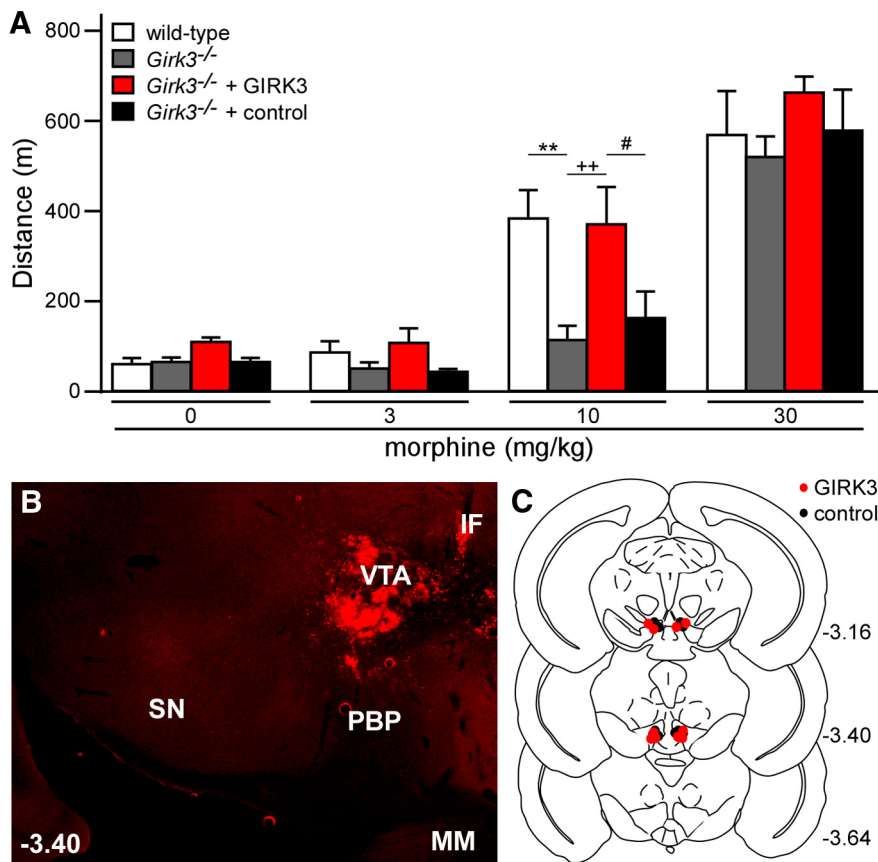 A
800
600
400
200
0
Distance (m)
wild-type
Girk3-/-
Girk3-/- + GIRK3
Girk3-/- + control
** ++ #
0 3 10 30
morphine (mg/kg)
B
IF
VTA
SN
PBP
-3.40
MM
C
GIRK3
control
-3.16
-3.40
-3.64